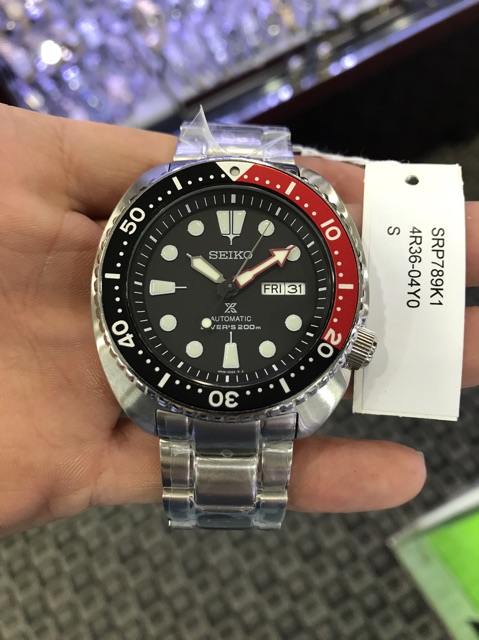 50
10
40
20
30
SEIKO
FRI 31
AUTOMATIC
DIVER'S 200m
SRP789K1
4R36-04Y0
S